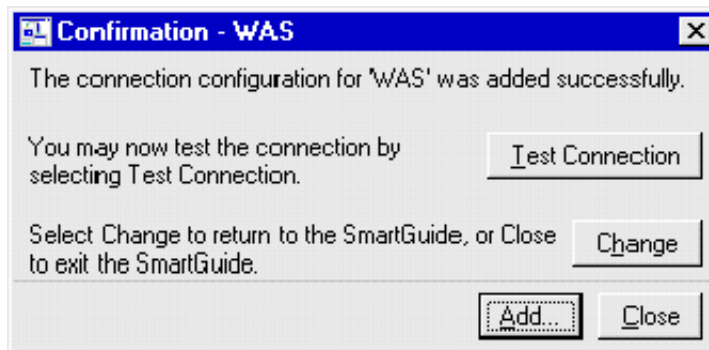 Confirmation - WAS
The connection configuration for 'WAS' was added successfully.
You may now test the connection by
selecting Test Connection.
Test Connection
Select Change to return to the SmartGuide, or Close
to exit the SmartGuide.
Change
Add...
Close